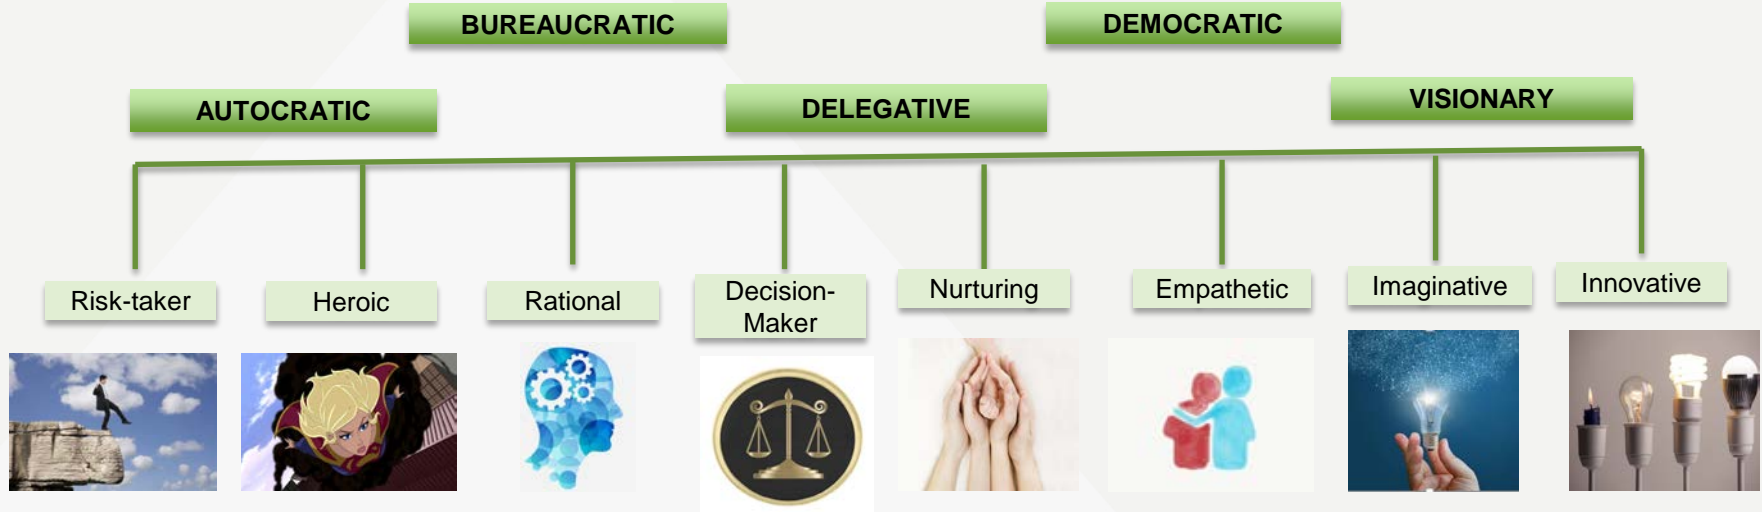 BUREAUCRATIC
DEMOCRATIC
AUTOCRATIC
DELEGATIVE
VISIONARY
Risk-taker
Heroic
Rational
Decision-
Maker
Nurturing
Empathetic
Imaginative
Innovative